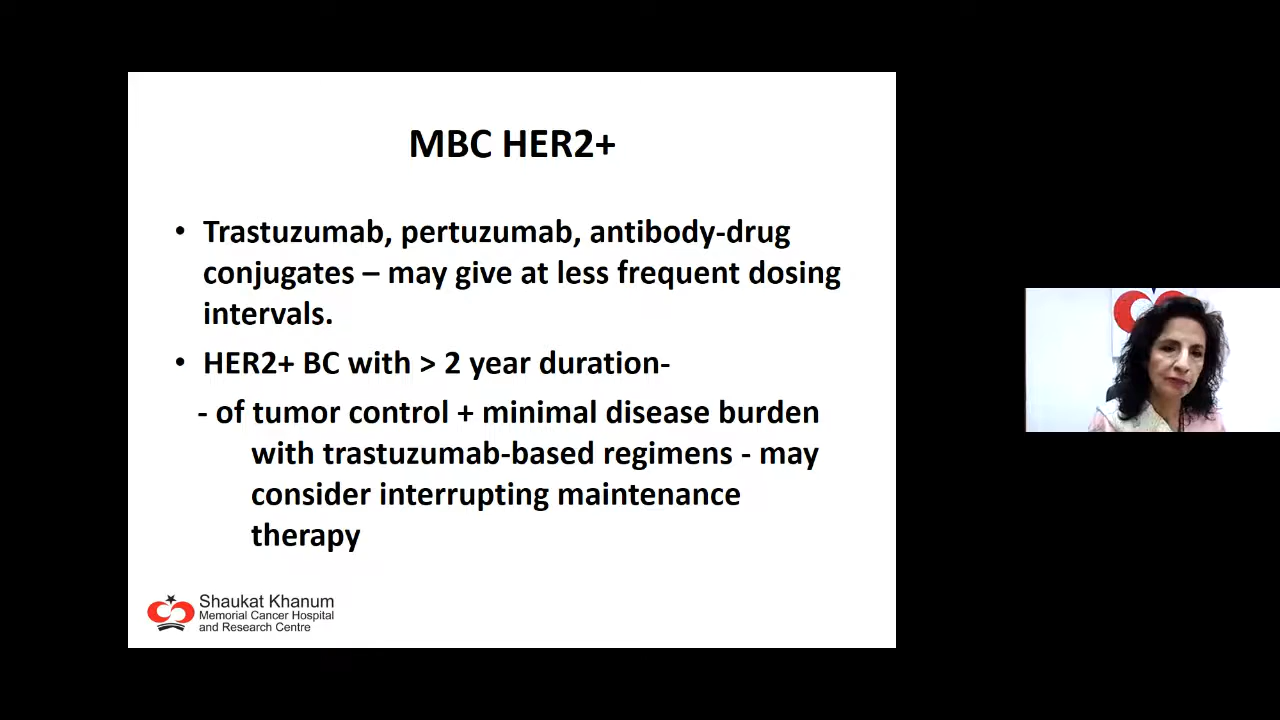 MBC HER2+
• Trastuzumab, pertuzumab, antibody-drug
conjugates – may give at less frequent dosing
intervals.
• HER2+ BC with > 2 year duration-
- of tumor control + minimal disease burden
with trastuzumab-based regimens - may
consider interrupting maintenance
therapy
Shaukat Khanum
Memorial Cancer Hospital
and Research Centre